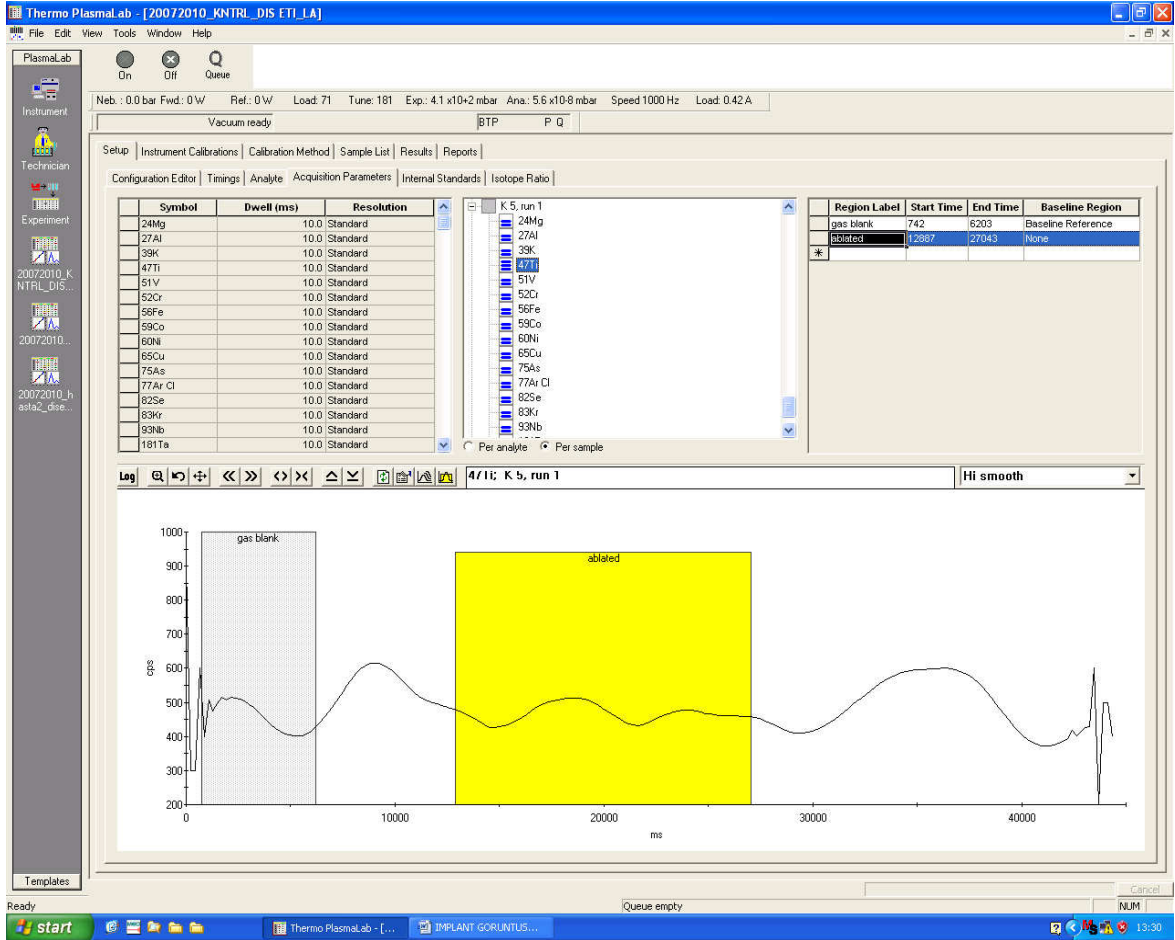 Thermo PlasmaLab - [20072010_KNTRL_DIS ETI_LA]
File Edit View Tools Window Help
PlasmaLab
On Off Queue
Neb. : 0.0 bar Fwd.: 0 W Ref.: 0 W Load: 71 Tune: 181 Exp.: 4.1 x10+2 mbar Ana.: 5.6 x10-8 mbar Speed 1000 Hz Load: 0.42 A
Vacuum ready BTP P Q
Instrument
Technician
Experiment
20072010_K
NTRL_DIS...
20072010...
20072010_h
asta2_dise...
Templates
Setup Instrument Calibrations Calibration Method Sample List Results Reports
Configuration Editor Timings Analyte Acquisition Parameters Internal Standards Isotope Ratio
Symbol Dwell (ms) Resolution
24Mg 10.0 Standard
27Al 10.0 Standard
39K 10.0 Standard
47Ti 10.0 Standard
51V 10.0 Standard
52Cr 10.0 Standard
56Fe 10.0 Standard
59Co 10.0 Standard
60Ni 10.0 Standard
65Cu 10.0 Standard
75As 10.0 Standard
77Ar Cl 10.0 Standard
82Se 10.0 Standard
83Kr 10.0 Standard
93Nb 10.0 Standard
181Ta 10.0 Standard
K 5, run 1
24Mg
27Al
39K
47Ti
51V
52Cr
56Fe
59Co
60Ni
65Cu
75As
77Ar Cl
82Se
83Kr
93Nb
Per analyte Per sample
Region Label Start Time End Time Baseline Region
gas blank 742 6203 Baseline Reference
ablated 12887 27043 None
Log 47Ti; K 5, run 1 Hi smooth
gas blank
ablated
1000
900
800
700
600
500
400
300
200
cps
0 10000 20000 30000 40000
ms
Cancel
Ready Queue empty NUM
start Thermo PlasmaLab - [... IMPLANT GORUNTUS... 13:30